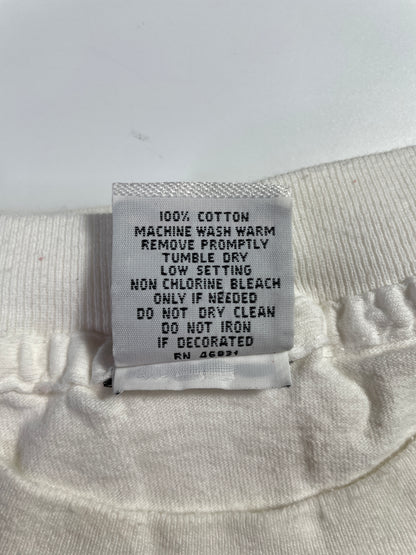 100% COTTON
MACHINE WASH WARM
REMOVE PROMPTLY
TUMBLE DRY
LOW SETTING
NON CHLORINE BLEACH
ONLY IF NEEDED
DO NOT DRY CLEAN
DO NOT IRON
IF DECORATED
RN